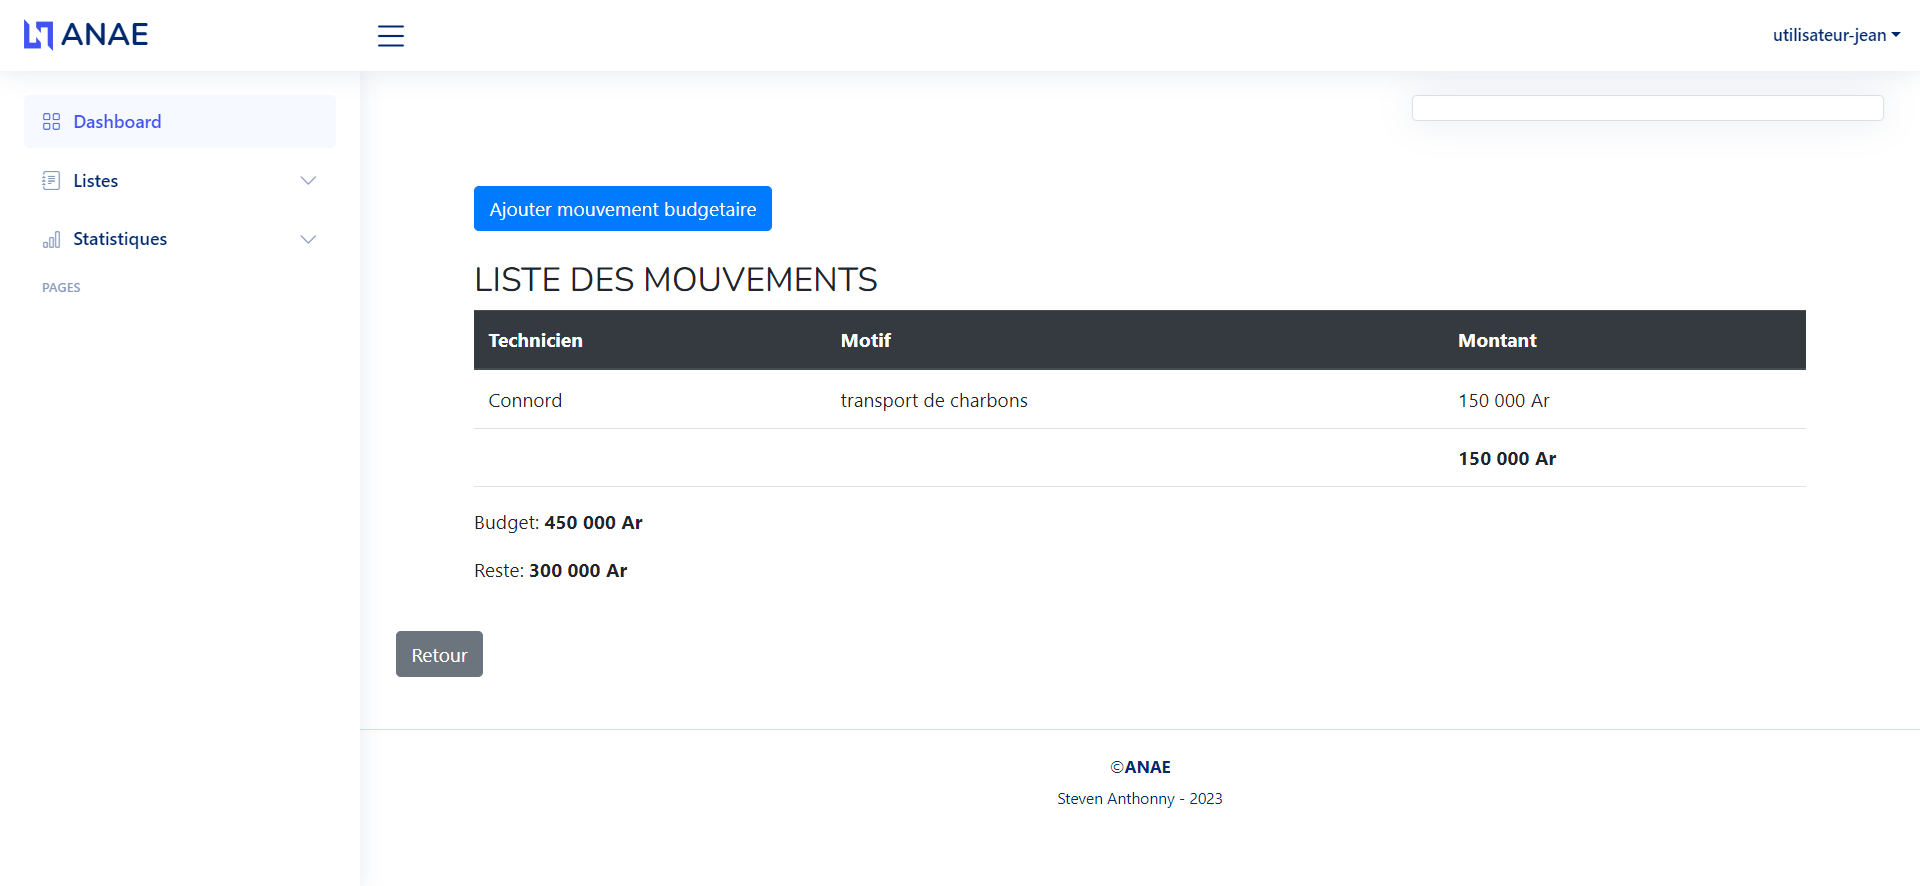 ANAE
utilisateur-jean
Dashboard
Listes
Statistiques
PAGES
Ajouter mouvement budgetaire
LISTE DES MOUVEMENTS
Technicien Motif Montant
Connord transport de charbons 150 000 Ar
150 000 Ar
Budget: 450 000 Ar
Reste: 300 000 Ar
Retour
©ANAE
Steven Anthonny - 2023